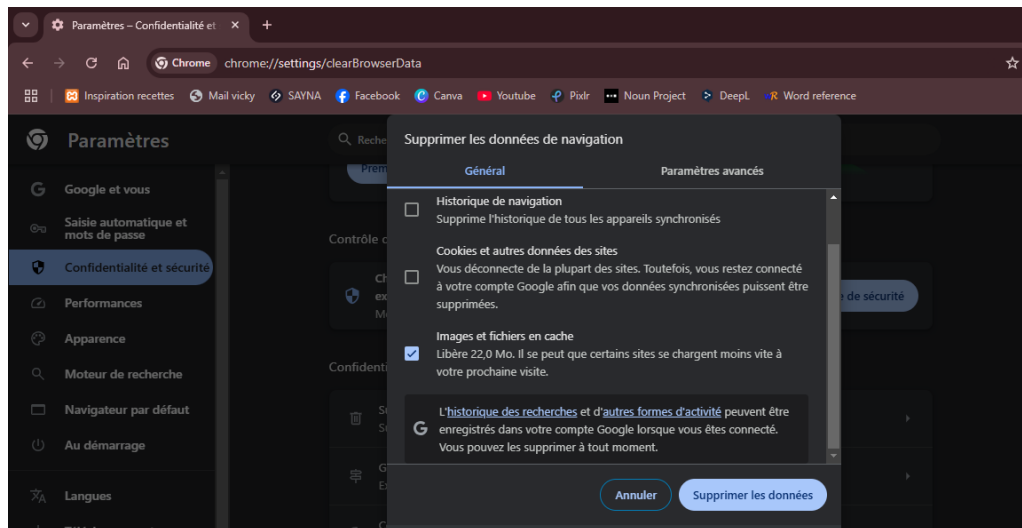 Paramètres – Confidentialité et
Chrome chrome://settings/clearBrowserData
Inspiration recettes Mail vicky SAYNA Facebook Canva Youtube Pixlr Noun Project DeepL Word reference
Paramètres
Reche
Prem
Google et vous
Saisie automatique et
mots de passe
Confidentialité et sécurité
Performances
Apparence
Moteur de recherche
Navigateur par défaut
Au démarrage
Langues
Contrôle
de sécurité
Confidenti
Supprimer les données de navigation
Général Paramètres avancés
Historique de navigation
Supprime l'historique de tous les appareils synchronisés
Cookies et autres données des sites
Vous déconnecte de la plupart des sites. Toutefois, vous restez connecté
à votre compte Google afin que vos données synchronisées puissent être
supprimées.
Images et fichiers en cache
Libère 22,0 Mo. Il se peut que certains sites se chargent moins vite à
votre prochaine visite.
L'historique des recherches et d'autres formes d'activité peuvent être
enregistrés dans votre compte Google lorsque vous êtes connecté.
Vous pouvez les supprimer à tout moment.
Annuler Supprimer les données